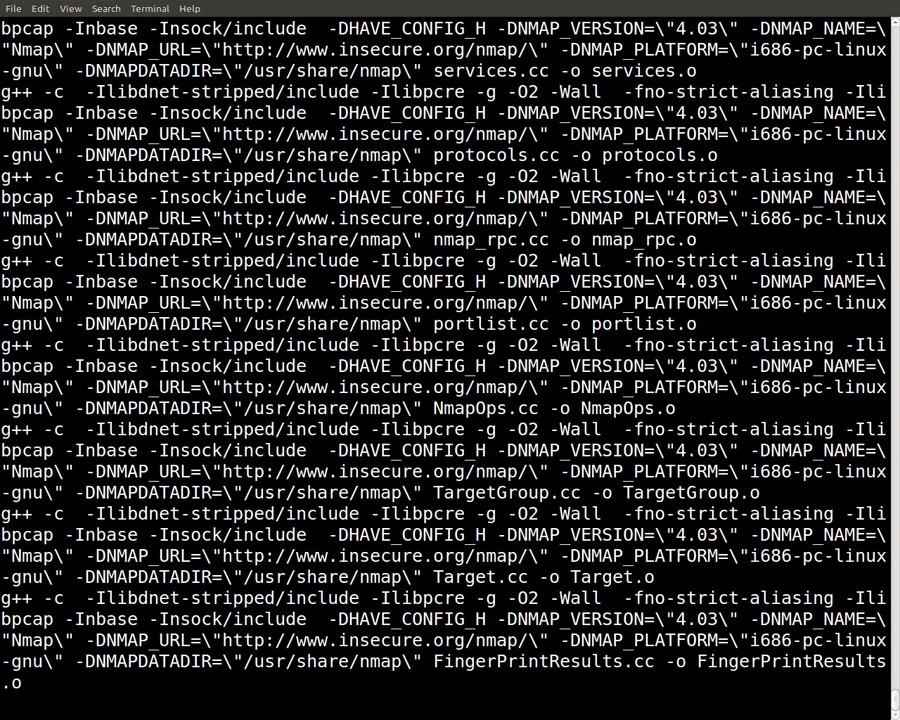 File Edit View Search Terminal Help
bpcap -Inbase -Insock/include  -DHAVE_CONFIG_H -DNMAP_VERSION=\"4.03\" -DNMAP_NAME=\
"Nmap\" -DNMAP_URL=\"http://www.insecure.org/nmap/\" -DNMAP_PLATFORM=\"i686-pc-linux
-gnu\" -DNMAPDATADIR=\"/usr/share/nmap\" services.cc -o services.o
g++ -c  -Ilibdnet-stripped/include -Ilibpcre -g -O2 -Wall  -fno-strict-aliasing -Ili
bpcap -Inbase -Insock/include  -DHAVE_CONFIG_H -DNMAP_VERSION=\"4.03\" -DNMAP_NAME=\
"Nmap\" -DNMAP_URL=\"http://www.insecure.org/nmap/\" -DNMAP_PLATFORM=\"i686-pc-linux
-gnu\" -DNMAPDATADIR=\"/usr/share/nmap\" protocols.cc -o protocols.o
g++ -c  -Ilibdnet-stripped/include -Ilibpcre -g -O2 -Wall  -fno-strict-aliasing -Ili
bpcap -Inbase -Insock/include  -DHAVE_CONFIG_H -DNMAP_VERSION=\"4.03\" -DNMAP_NAME=\
"Nmap\" -DNMAP_URL=\"http://www.insecure.org/nmap/\" -DNMAP_PLATFORM=\"i686-pc-linux
-gnu\" -DNMAPDATADIR=\"/usr/share/nmap\" nmap_rpc.cc -o nmap_rpc.o
g++ -c  -Ilibdnet-stripped/include -Ilibpcre -g -O2 -Wall  -fno-strict-aliasing -Ili
bpcap -Inbase -Insock/include  -DHAVE_CONFIG_H -DNMAP_VERSION=\"4.03\" -DNMAP_NAME=\
"Nmap\" -DNMAP_URL=\"http://www.insecure.org/nmap/\" -DNMAP_PLATFORM=\"i686-pc-linux
-gnu\" -DNMAPDATADIR=\"/usr/share/nmap\" portlist.cc -o portlist.o
g++ -c  -Ilibdnet-stripped/include -Ilibpcre -g -O2 -Wall  -fno-strict-aliasing -Ili
bpcap -Inbase -Insock/include  -DHAVE_CONFIG_H -DNMAP_VERSION=\"4.03\" -DNMAP_NAME=\
"Nmap\" -DNMAP_URL=\"http://www.insecure.org/nmap/\" -DNMAP_PLATFORM=\"i686-pc-linux
-gnu\" -DNMAPDATADIR=\"/usr/share/nmap\" NmapOps.cc -o NmapOps.o
g++ -c  -Ilibdnet-stripped/include -Ilibpcre -g -O2 -Wall  -fno-strict-aliasing -Ili
bpcap -Inbase -Insock/include  -DHAVE_CONFIG_H -DNMAP_VERSION=\"4.03\" -DNMAP_NAME=\
"Nmap\" -DNMAP_URL=\"http://www.insecure.org/nmap/\" -DNMAP_PLATFORM=\"i686-pc-linux
-gnu\" -DNMAPDATADIR=\"/usr/share/nmap\" TargetGroup.cc -o TargetGroup.o
g++ -c  -Ilibdnet-stripped/include -Ilibpcre -g -O2 -Wall  -fno-strict-aliasing -Ili
bpcap -Inbase -Insock/include  -DHAVE_CONFIG_H -DNMAP_VERSION=\"4.03\" -DNMAP_NAME=\
"Nmap\" -DNMAP_URL=\"http://www.insecure.org/nmap/\" -DNMAP_PLATFORM=\"i686-pc-linux
-gnu\" -DNMAPDATADIR=\"/usr/share/nmap\" Target.cc -o Target.o
g++ -c  -Ilibdnet-stripped/include -Ilibpcre -g -O2 -Wall  -fno-strict-aliasing -Ili
bpcap -Inbase -Insock/include  -DHAVE_CONFIG_H -DNMAP_VERSION=\"4.03\" -DNMAP_NAME=\
"Nmap\" -DNMAP_URL=\"http://www.insecure.org/nmap/\" -DNMAP_PLATFORM=\"i686-pc-linux
-gnu\" -DNMAPDATADIR=\"/usr/share/nmap\" FingerPrintResults.cc -o FingerPrintResults
.o